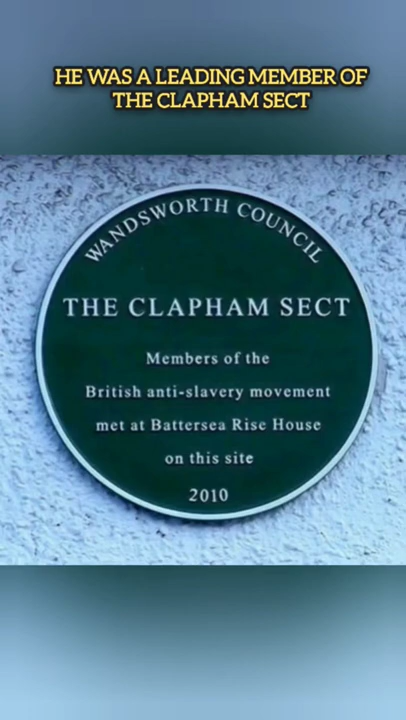 HE WAS A LEADING MEMBER OF
THE CLAPHAM SECT
WANDSWORTH COUNCIL
THE CLAPHAM SECT
Members of the
British anti-slavery movement
met at Battersea Rise House
on this site
2010